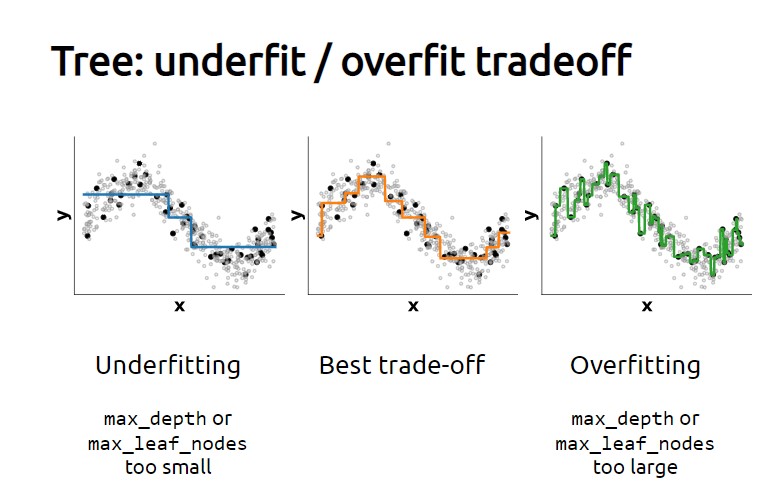 Tree: underfit / overfit tradeoff
y
x
y
x
y
x
Underfitting
Best trade-off
Overfitting
max_depth or
max_leaf_nodes
too small
max_depth or
max_leaf_nodes
too large